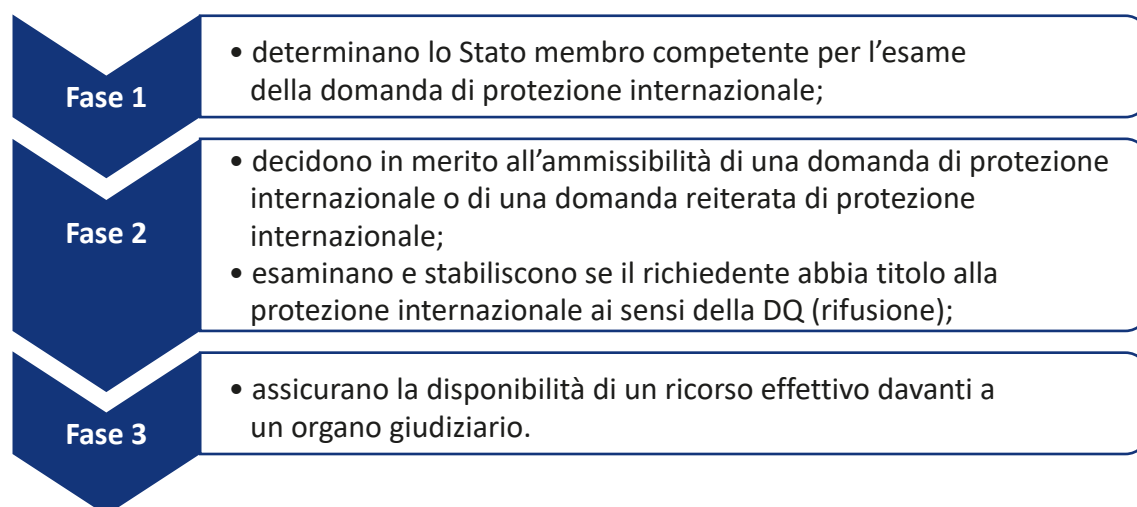 Fase 1
• determinano lo Stato membro competente per l’esame
della domanda di protezione internazionale;
Fase 2
• decidono in merito all’ammissibilità di una domanda di protezione
internazionale o di una domanda reiterata di protezione
internazionale;
• esaminano e stabiliscono se il richiedente abbia titolo alla
protezione internazionale ai sensi della DQ (rifusione);
Fase 3
• assicurano la disponibilità di un ricorso effettivo davanti a
un organo giudiziario.